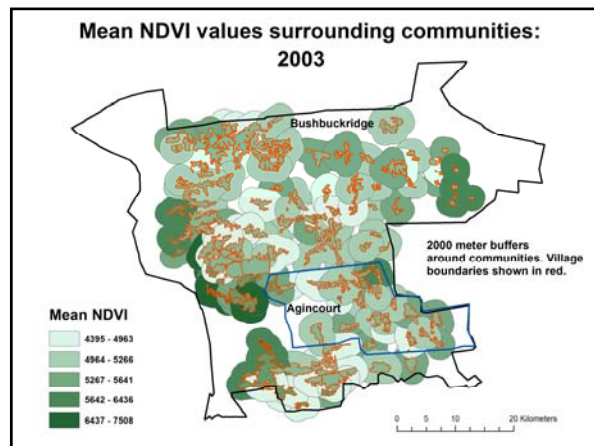 Mean NDVI values surrounding communities:
2003
Bushbuckridge
2000 meter buffers
around communities. Village
boundaries shown in red.
Agincourt
Mean NDVI
4395 - 4963
4964 - 5266
5267 - 5641
5642 - 6436
6437 - 7508
0 5 10 20 Kilometers